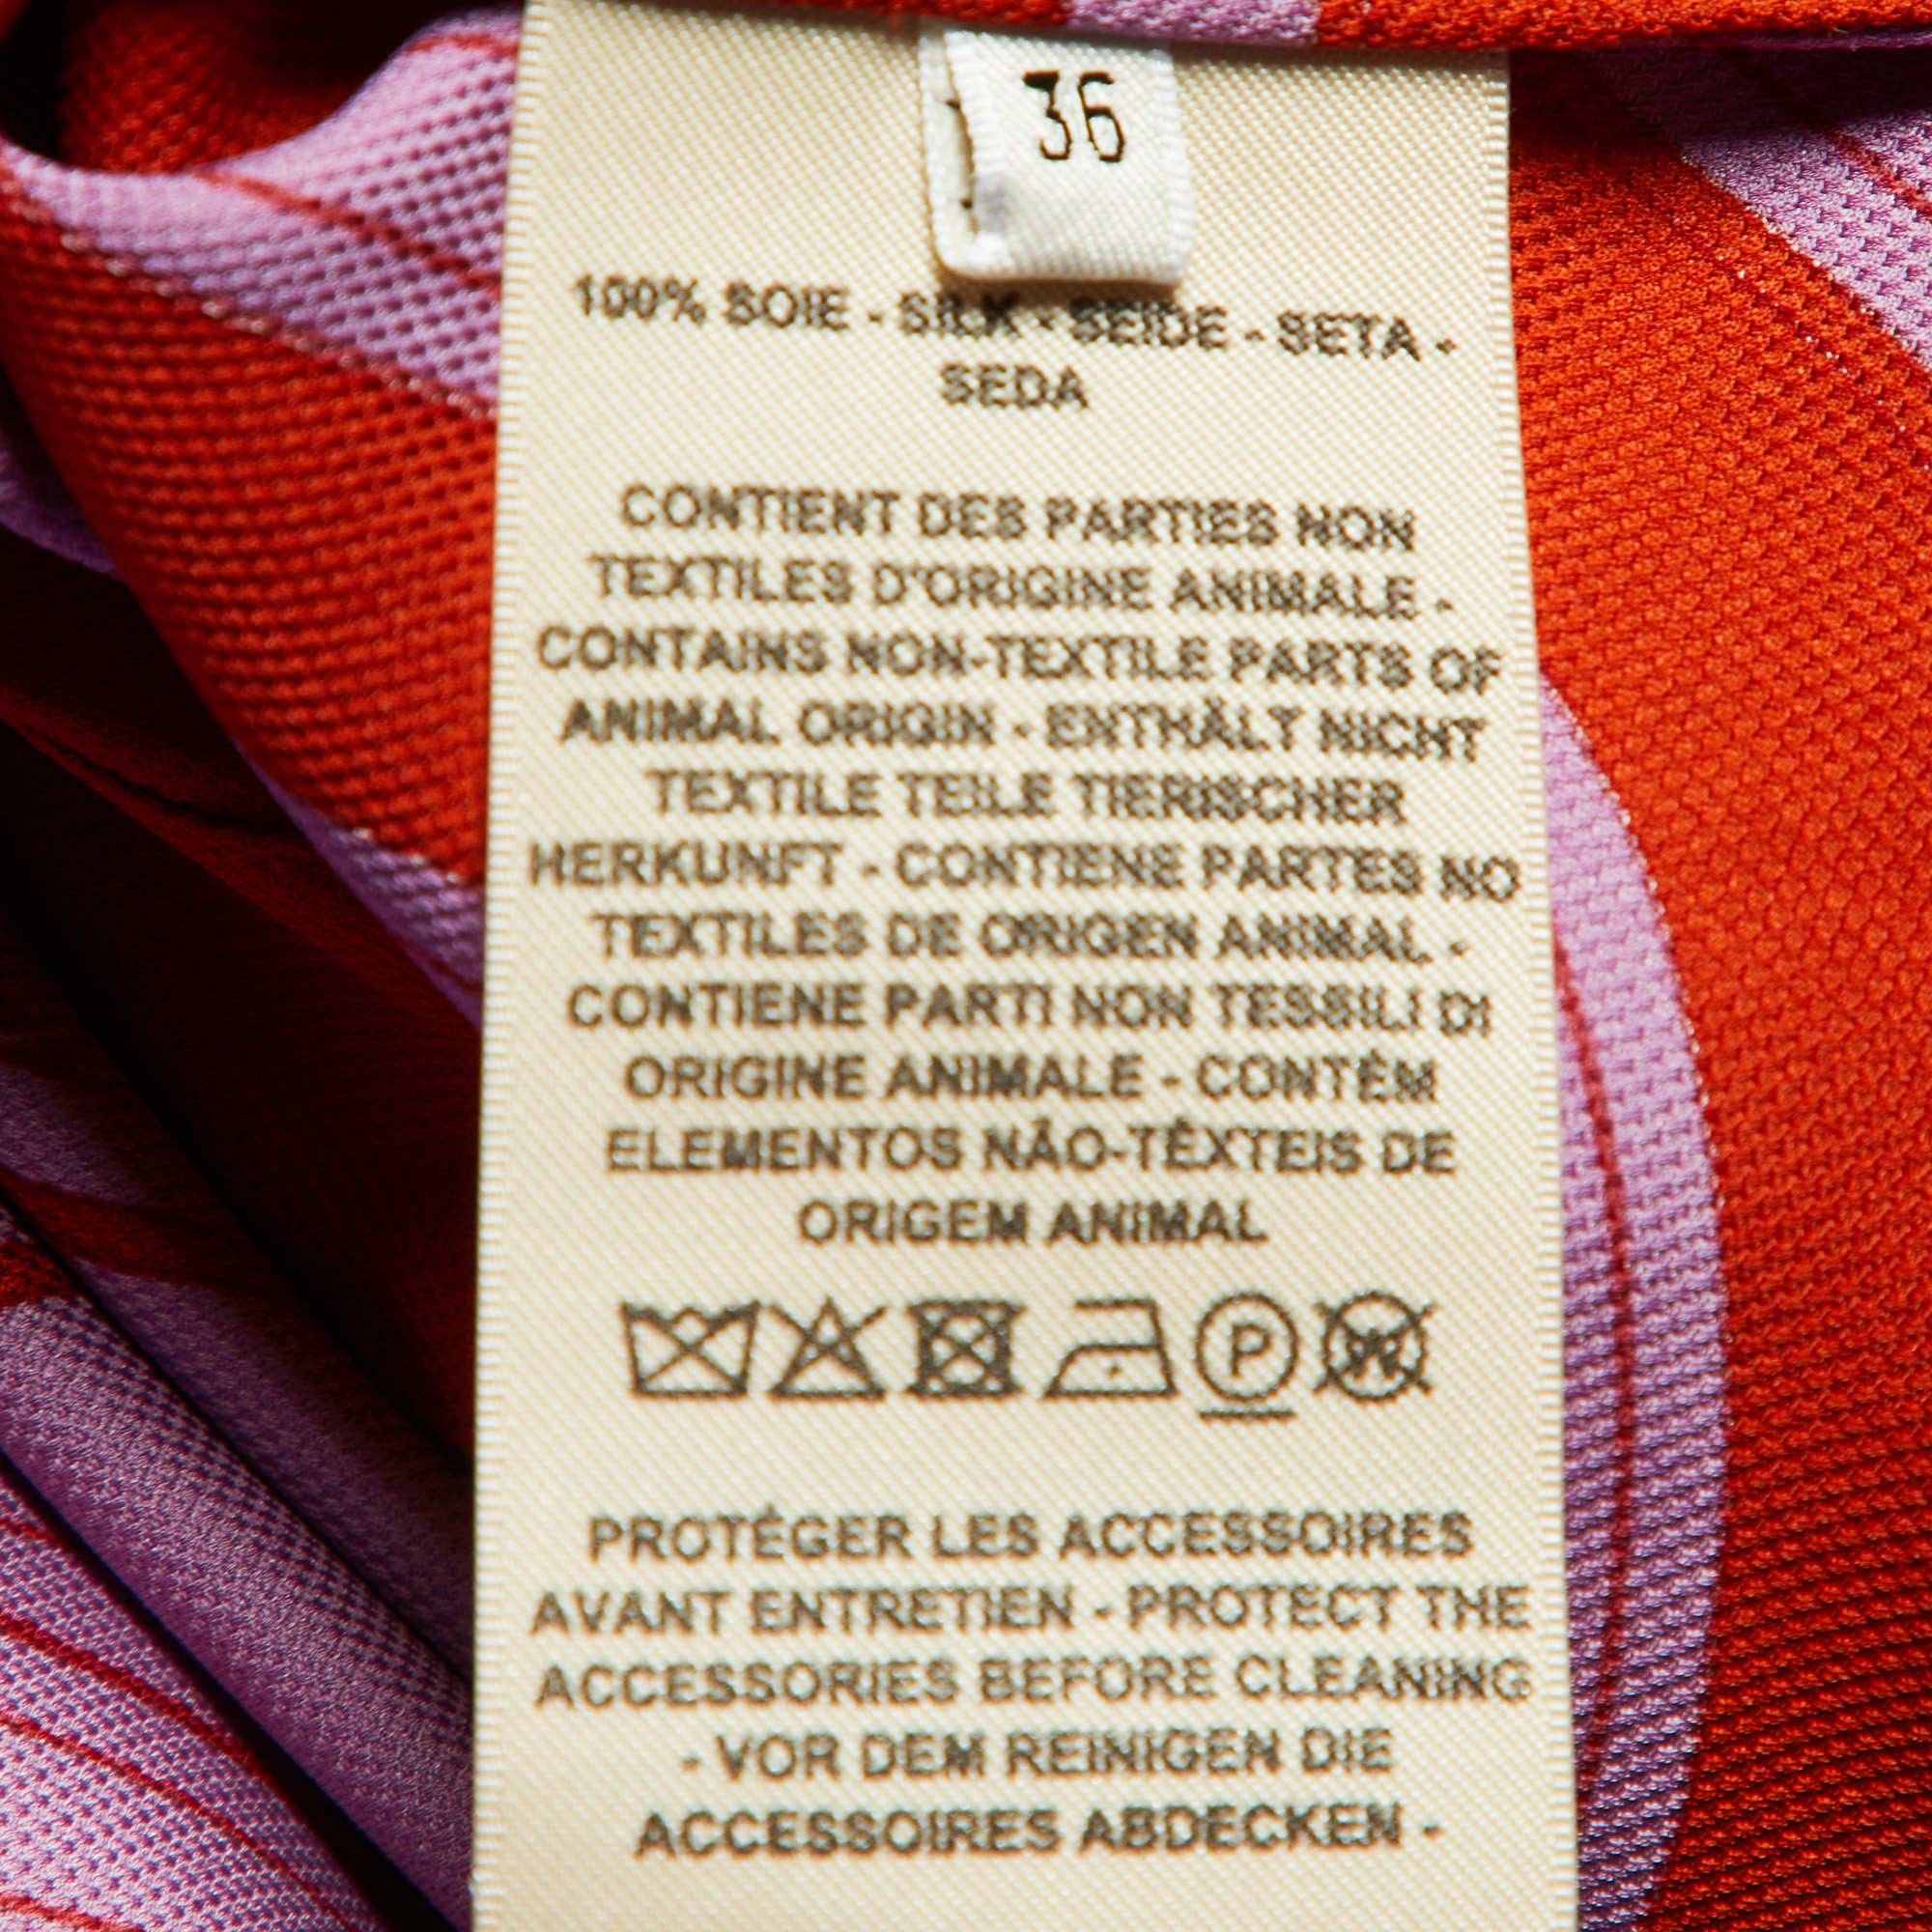 36
100% SOIE - SILK - SEIDE - SETA -
SEDA
CONTIENT DES PARTIES NON
TEXTILES D'ORIGINE ANIMALE -
CONTAINS NON-TEXTILE PARTS OF
ANIMAL ORIGIN - ENTHÄLT NICHT
TEXTILE TEILE TIERISCHER
HERKUNFT - CONTIENE PARTES NO
TEXTILES DE ORIGEN ANIMAL -
CONTIENE PARTI NON TESSILI DI
ORIGINE ANIMALE - CONTÉM
ELEMENTOS NÃO-TÊXTEIS DE
ORIGEM ANIMAL
P W
PROTÉGER LES ACCESSOIRES
AVANT ENTRETIEN - PROTECT THE
ACCESSORIES BEFORE CLEANING
- VOR DEM REINIGEN DIE
ACCESSOIRES ABDECKEN -